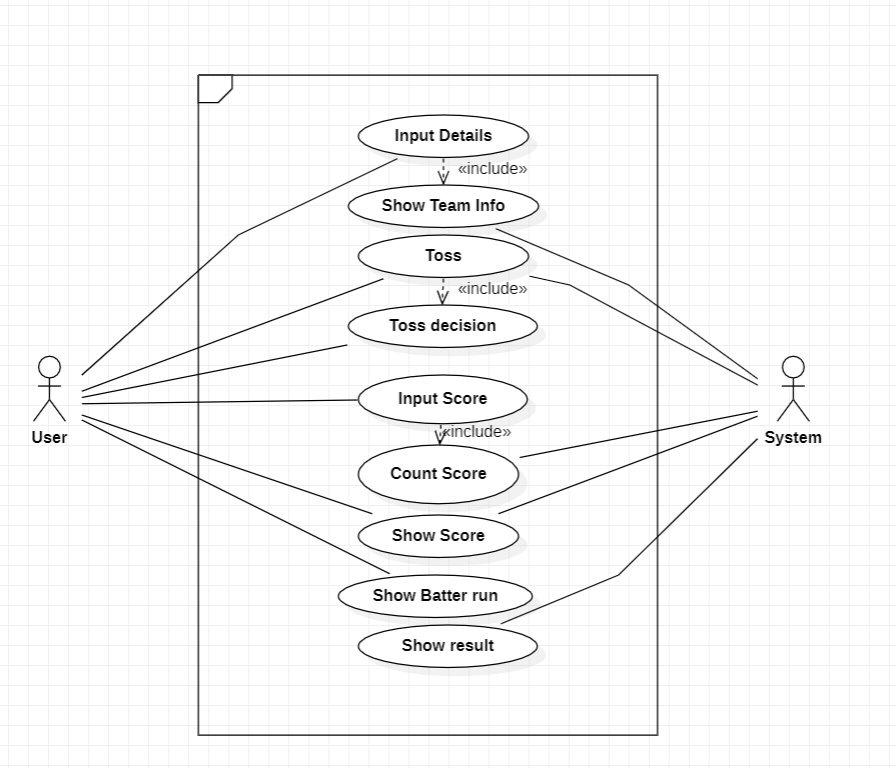 Input Details
«include»
Show Team Info
Toss
«include»
Toss decision
Input Score
«include»
Count Score
Show Score
Show Batter run
Show result
User
System